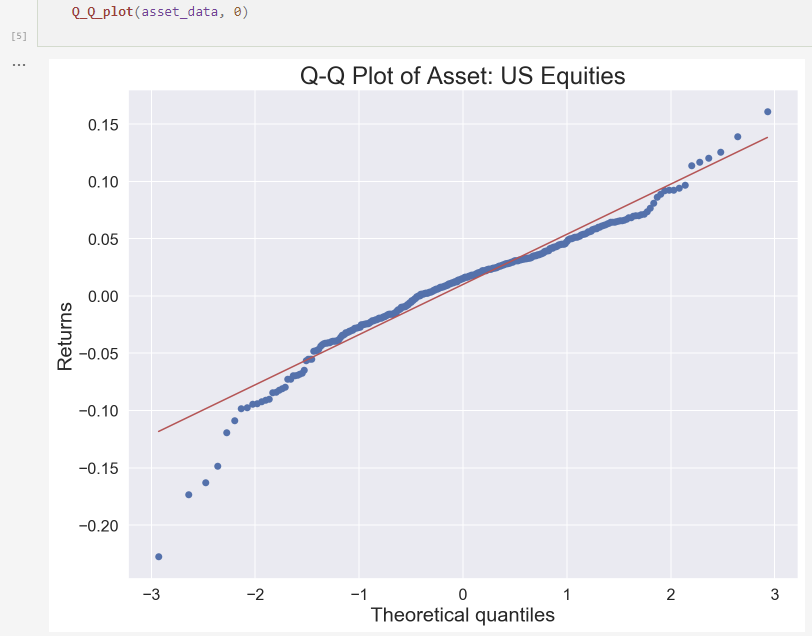 Q_Q_plot(asset_data, 0)
[5]
...
Q-Q Plot of Asset: US Equities
0.15
0.10
0.05
0.00
−0.05
−0.10
−0.15
−0.20
Returns
−3 −2 −1 0 1 2 3
Theoretical quantiles